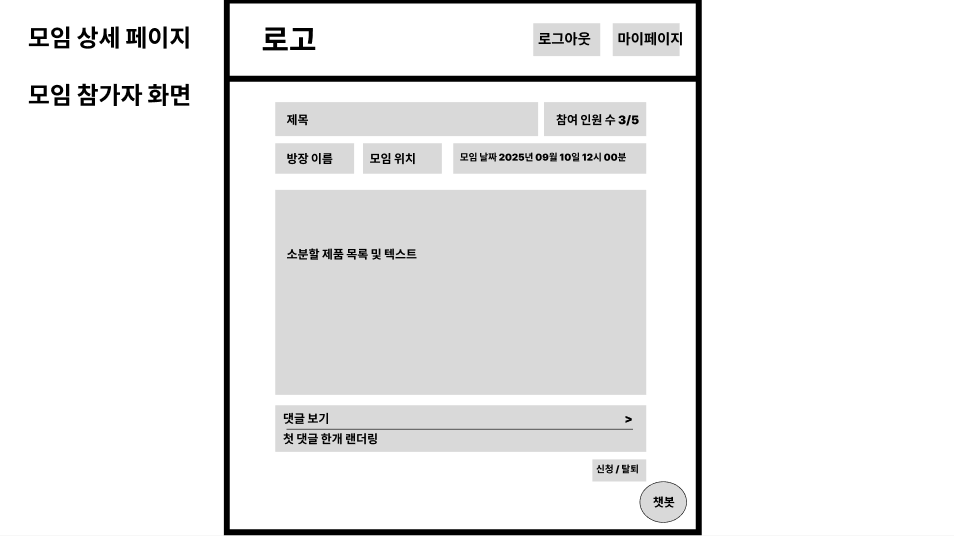 모임 상세 페이지
모임 참가자 화면
로고
로그아웃
마이페이지
제목
참여 인원 수 3/5
방장 이름
모임 위치
모임 날짜 2025년 09월 10일 12시 00분
소분할 제품 목록 및 텍스트
댓글 보기 >
첫 댓글 한개 랜더링
신청 / 탈퇴
챗봇